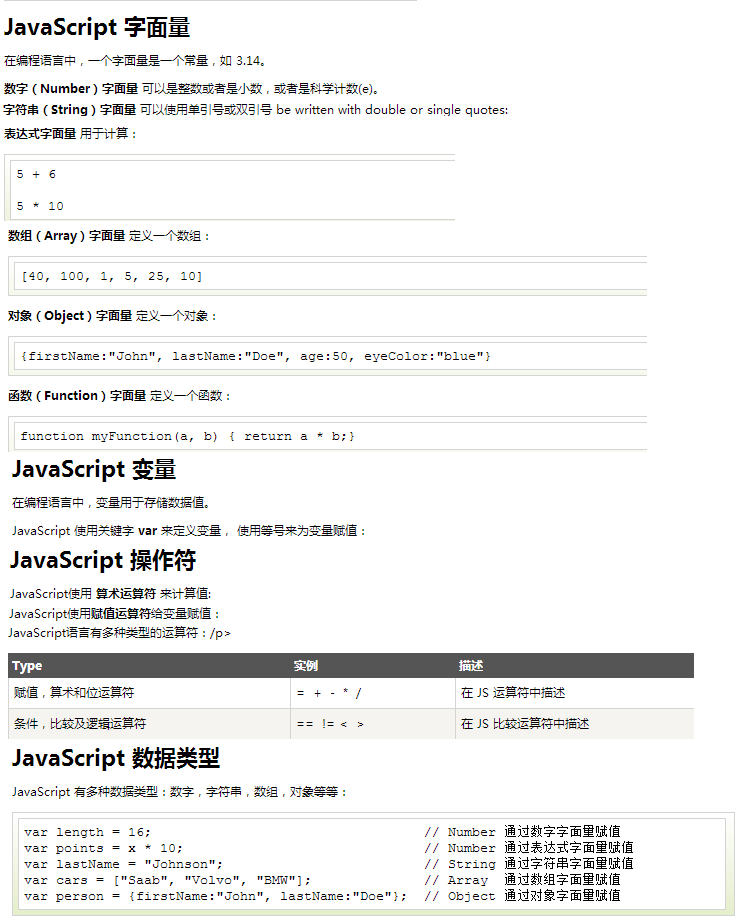 JavaScript 字面量
在编程语言中，一个字面量是一个常量，如 3.14。
数字（Number）字面量 可以是整数或者是小数，或者是科学计数(e)。
字符串（String）字面量 可以使用单引号或双引号 be written with double or single quotes:
表达式字面量 用于计算：
5 + 6
5 * 10
数组（Array）字面量 定义一个数组：
[40, 100, 1, 5, 25, 10]
对象（Object）字面量 定义一个对象：
{firstName:"John", lastName:"Doe", age:50, eyeColor:"blue"}
函数（Function）字面量 定义一个函数：
function myFunction(a, b) { return a * b;}
JavaScript 变量
在编程语言中，变量用于存储数据值。
JavaScript 使用关键字 var 来定义变量， 使用等号来为变量赋值：
JavaScript 操作符
JavaScript使用 算术运算符 来计算值:
JavaScript使用赋值运算符给变量赋值：
JavaScript语言有多种类型的运算符：/p>
Type 实例 描述
赋值，算术和位运算符 = + - * / 在 JS 运算符中描述
条件，比较及逻辑运算符 == != < > 在 JS 比较运算符中描述
JavaScript 数据类型
JavaScript 有多种数据类型：数字，字符串，数组，对象等等：
var length = 16; // Number 通过数字字面量赋值
var points = x * 10; // Number 通过表达式字面量赋值
var lastName = "Johnson"; // String 通过字符串字面量赋值
var cars = ["Saab", "Volvo", "BMW"]; // Array 通过数组字面量赋值
var person = {firstName:"John", lastName:"Doe"}; // Object 通过对象字面量赋值